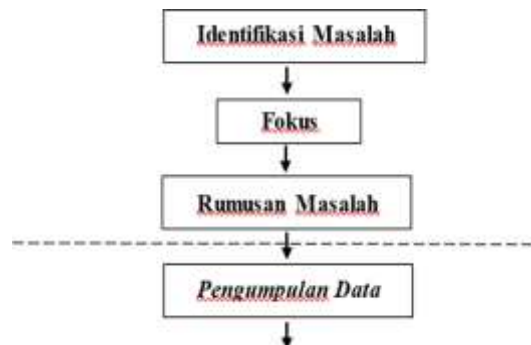 Identifikasi Masalah
Fokus
Rumusan Masalah
Pengumpulan Data